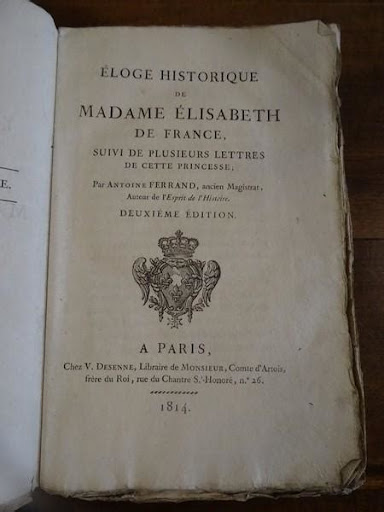 ÉLOGE HISTORIQUE
DE
MADAME ÉLISABETH
DE FRANCE,
SUIVI DE PLUSIEURS LETTRES
DE CETTE PRINCESSE;
Par Antoine FERRAND, ancien Magistrat,
Auteur de l'Esprit de l'Histoire.
DEUXIÈME ÉDITION.
A PARIS,
Chez V. Desenne, Libraire de Monsieur, Comte d'Artois,
frère du Roi, rue du Chantre S.t-Honoré, n.° 26.
1814.
E.